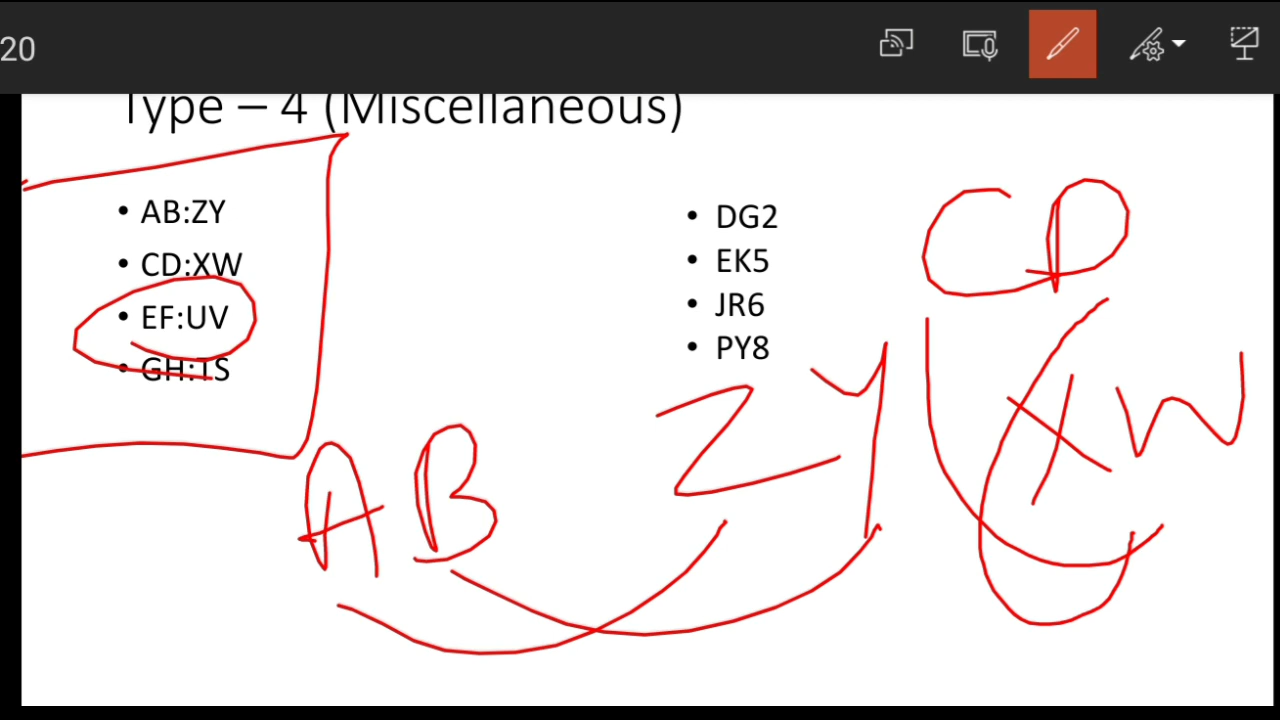 20
Type – 4 (Miscellaneous)
• AB:ZY
• CD:XW
• EF:UV
• GH:TS
• DG2
• EK5
• JR6
• PY8
CD
XW
AB ZY